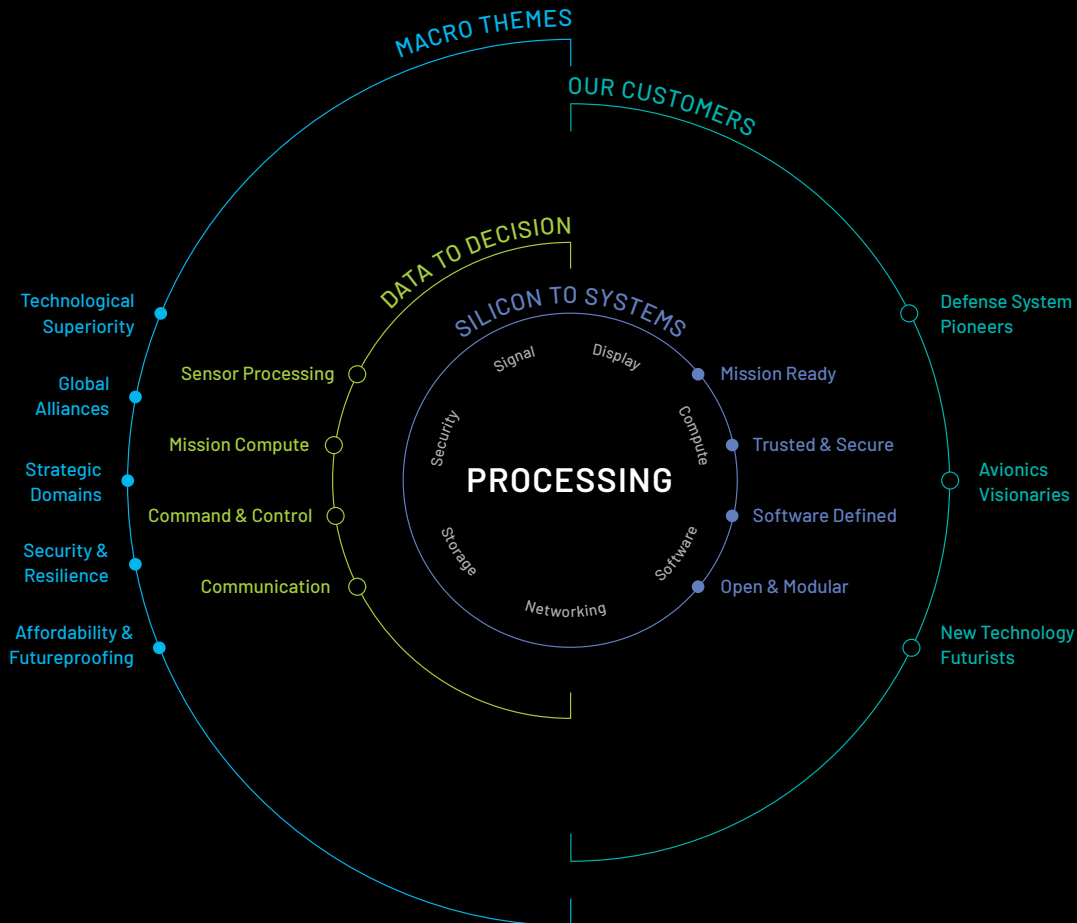 MACRO THEMES
OUR CUSTOMERS
DATA TO DECISION
SILICON TO SYSTEMS
Technological
Superiority
Global
Alliances
Strategic
Domains
Security &
Resilience
Affordability &
Futureproofing
Sensor Processing
Mission Compute
Command & Control
Communication
Signal
Display
Security
Compute
PROCESSING
Storage
Software
Networking
Mission Ready
Trusted & Secure
Software Defined
Open & Modular
Defense System
Pioneers
Avionics
Visionaries
New Technology
Futurists